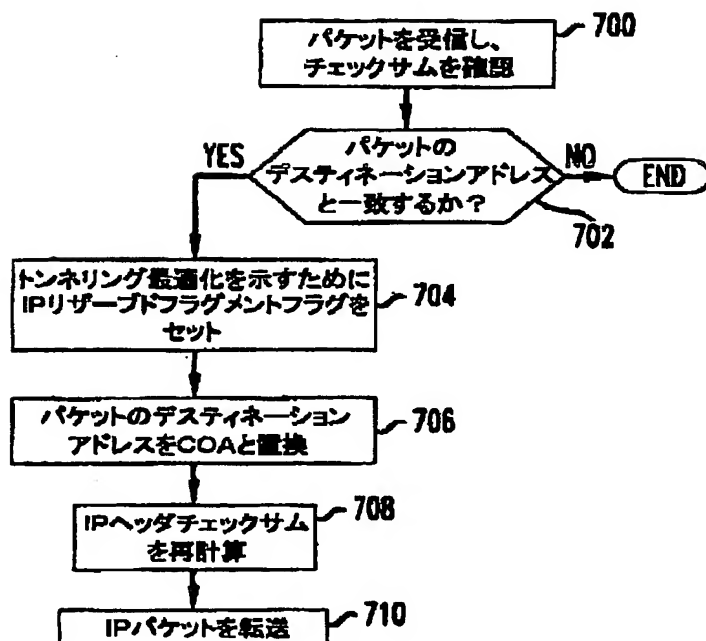 パケットを受信し、
チェックサムを確認
700
パケットの
デスティネーションアドレス
と一致するか？
YES
NO
END
702
トンネリング最適化を示すために
IPリザーブドフラグメントフラグを
セット
704
パケットのデスティネーション
アドレスをCOAと置換
706
IPヘッダチェックサム
を再計算
708
IPパケットを転送
710